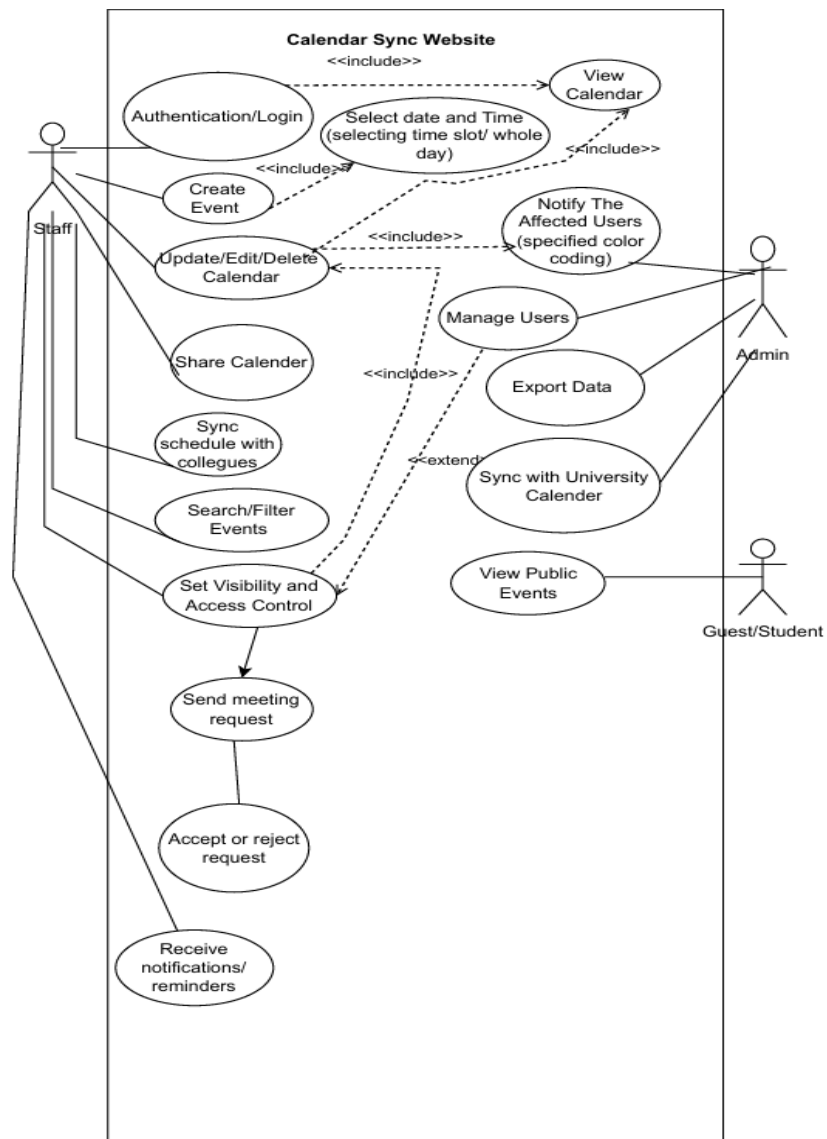 Calendar Sync Website
<<include>>
View
Calendar
Authentication/Login
Select date and Time
(selecting time slot/ whole
day)
<<include>>
<<include>
Create
Event
Staff
Notify The
Affected Users
(specified color
coding)
<<include>>
Update/Edit/Delete
Calendar
Manage Users
Admin
Share Calender
<<include>>
Export Data
Sync
schedule with
collegues
<<extend>
Sync with University
Calender
Search/Filter
Events
Set Visibility and
Access Control
View Public
Events
Guest/Student
Send meeting
request
Accept or reject
request
Receive
notifications/
reminders